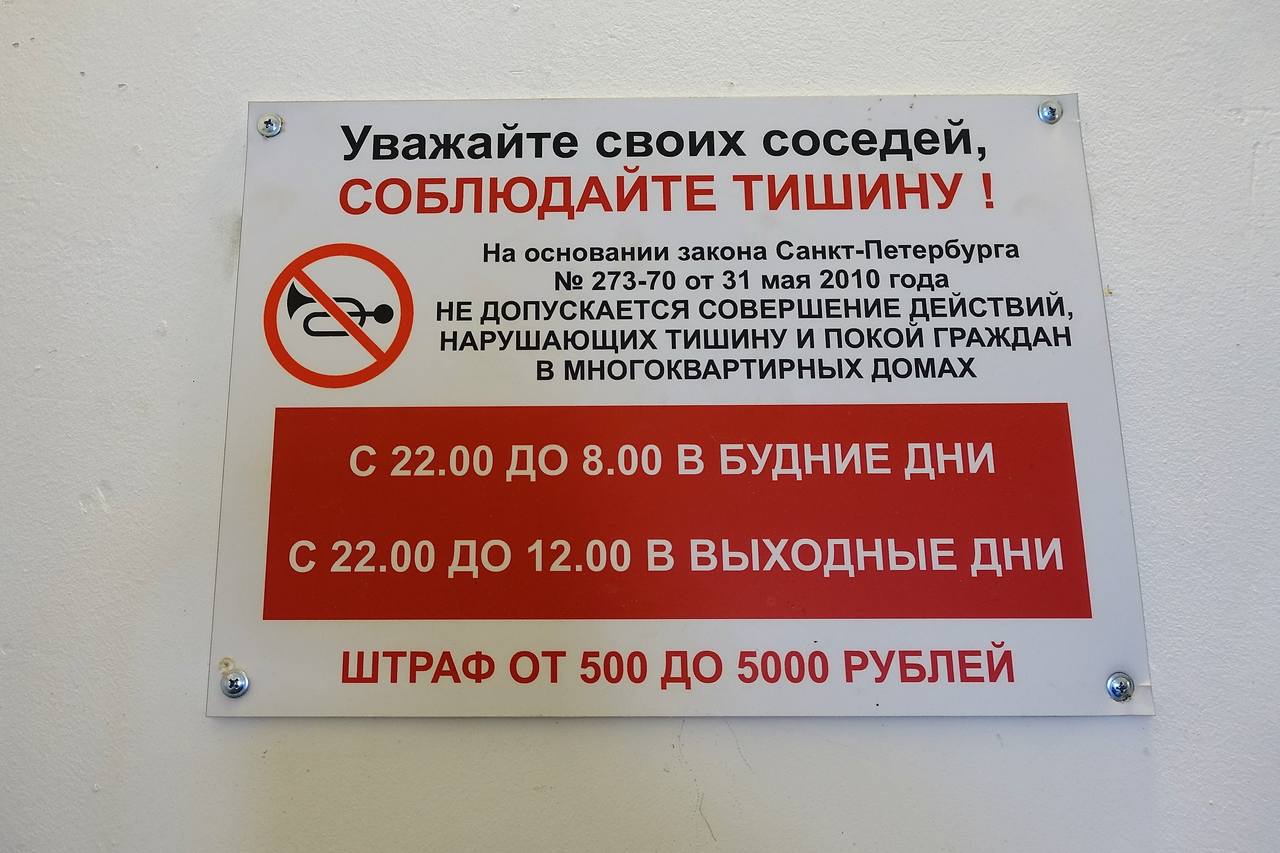 Уважайте своих соседей,
СОБЛЮДАЙТЕ ТИШИНУ !
На основании закона Санкт-Петербурга
№ 273-70 от 31 мая 2010 года
НЕ ДОПУСКАЕТСЯ СОВЕРШЕНИЕ ДЕЙСТВИЙ,
НАРУШАЮЩИХ ТИШИНУ И ПОКОЙ ГРАЖДАН
В МНОГОКВАРТИРНЫХ ДОМАХ
С 22.00 ДО 8.00 В БУДНИЕ ДНИ
С 22.00 ДО 12.00 В ВЫХОДНЫЕ ДНИ
ШТРАФ ОТ 500 ДО 5000 РУБЛЕЙ